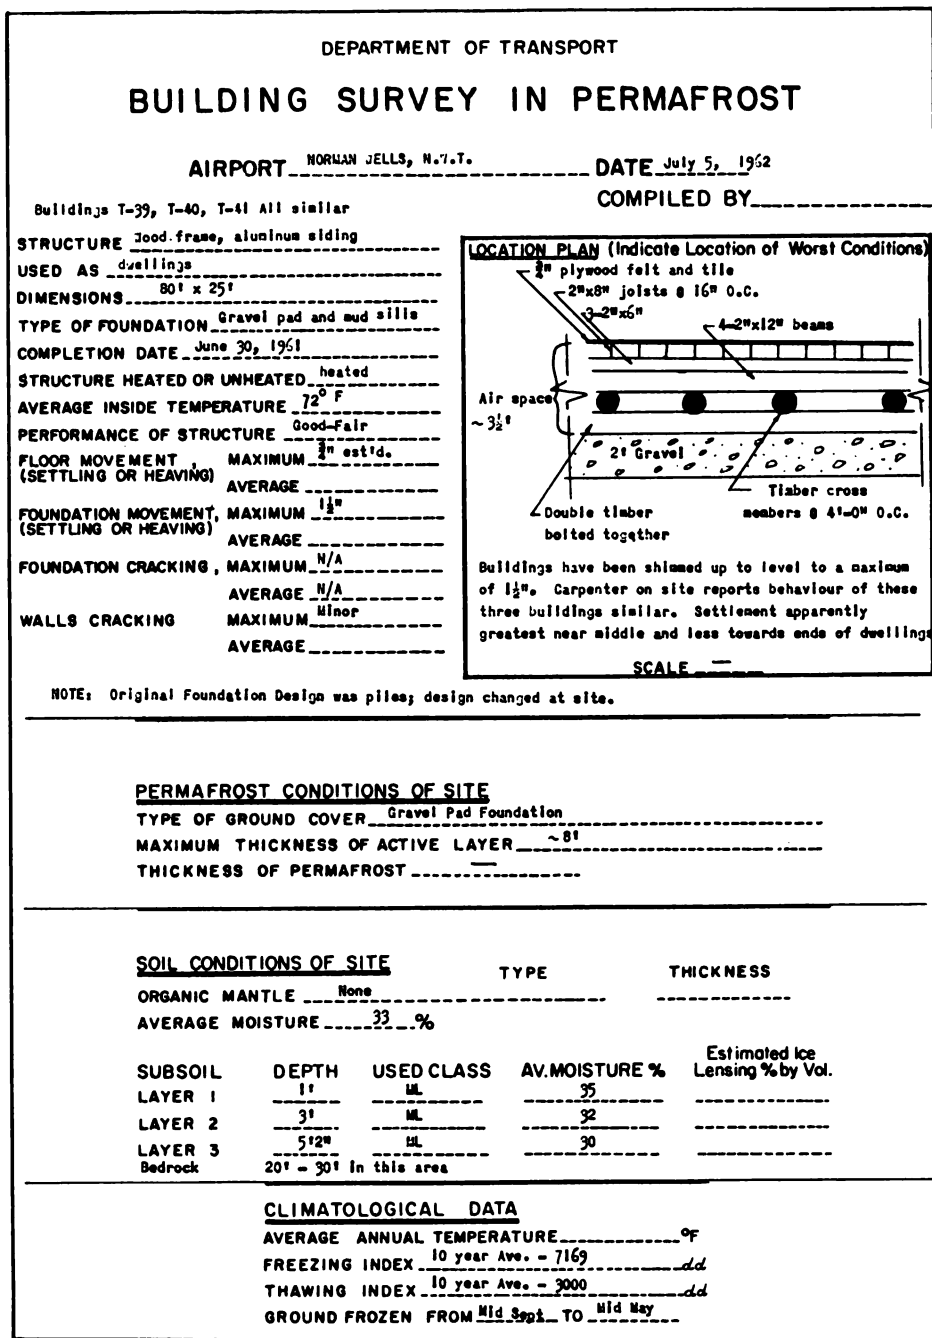 DEPARTMENT OF TRANSPORT
BUILDING SURVEY IN PERMAFROST
AIRPORT NORMAN JELLS, N.7.T. DATE July 5, 1962
COMPILED BY
Buildings T-39, T-40, T-41 All similar
STRUCTURE Jood.frame, aluminum siding
USED AS dwellings
DIMENSIONS 80' x 25'
TYPE OF FOUNDATION Gravel pad and mud sills
COMPLETION DATE June 30, 1961
STRUCTURE HEATED OR UNHEATED heated
AVERAGE INSIDE TEMPERATURE 72° F
PERFORMANCE OF STRUCTURE Good-Fair
FLOOR MOVEMENT, MAXIMUM ¾" est'd.
(SETTLING OR HEAVING)
AVERAGE
FOUNDATION MOVEMENT, MAXIMUM 1½"
(SETTLING OR HEAVING)
AVERAGE
FOUNDATION CRACKING, MAXIMUM N/A
AVERAGE N/A
WALLS CRACKING MAXIMUM Minor
AVERAGE
LOCATION PLAN (Indicate Location of Worst Conditions)
¾" plywood felt and tile
2"x8" joists @ 16" O.C.
3-2"x6"
4-2"x12" beams
Air space
~ 3½'
2' Gravel
Timber cross
members @ 4'-0" O.C.
Double timber
bolted together
Buildings have been shimmed up to level to a maximum
of 1½". Carpenter on site reports behaviour of these
three buildings similar. Settlement apparently
greatest near middle and less towards ends of dwellings
SCALE —
NOTE: Original Foundation Design was piles; design changed at site.
PERMAFROST CONDITIONS OF SITE
TYPE OF GROUND COVER Gravel Pad Foundation
MAXIMUM THICKNESS OF ACTIVE LAYER ~8'
THICKNESS OF PERMAFROST —
SOIL CONDITIONS OF SITE TYPE THICKNESS
ORGANIC MANTLE None
AVERAGE MOISTURE 33 %
SUBSOIL DEPTH USED CLASS AV. MOISTURE % Estimated Ice Lensing % by Vol.
LAYER 1 1' ML 35
LAYER 2 3' ML 32
LAYER 3 5'2" ML 30
Bedrock 20' - 30' in this area
CLIMATOLOGICAL DATA
AVERAGE ANNUAL TEMPERATURE °F
FREEZING INDEX 10 year Ave. - 7169 dd
THAWING INDEX 10 year Ave. - 3000 dd
GROUND FROZEN FROM Mid Sept. TO Mid May